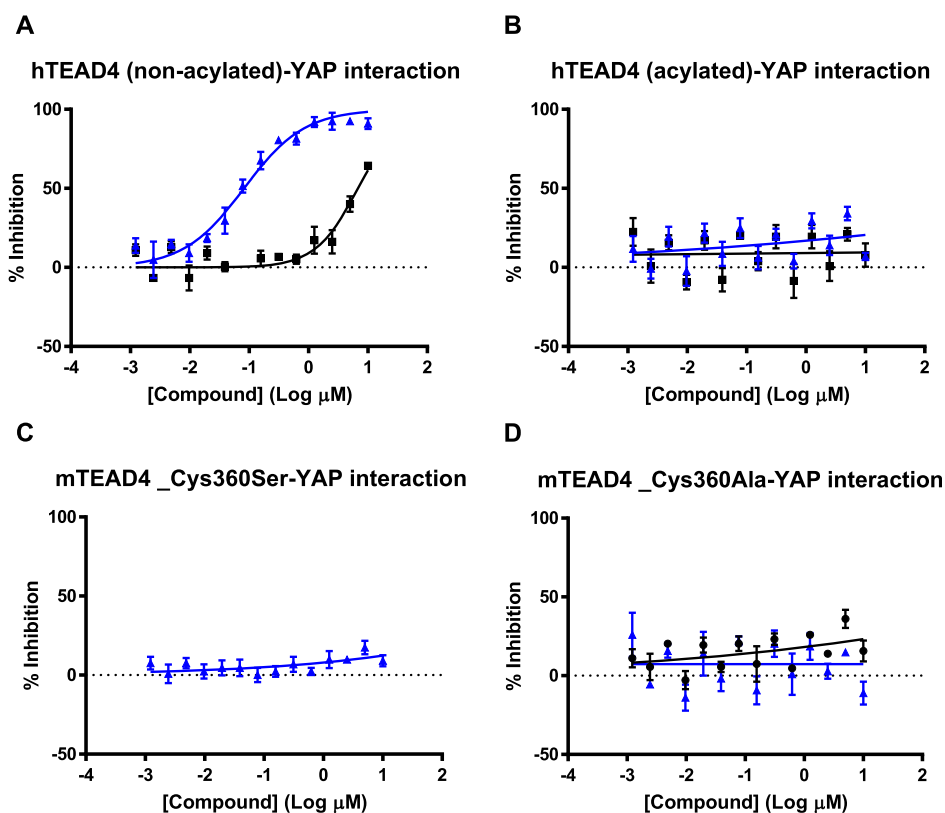 A
B
hTEAD4 (non-acylated)-YAP interaction
hTEAD4 (acylated)-YAP interaction
100
50
0
-50
% Inhibition
-4 -3 -2 -1 0 1 2
[Compound] (Log μM)
100
50
0
-50
% Inhibition
-4 -3 -2 -1 0 1 2
[Compound] (Log μM)
C
D
mTEAD4 _Cys360Ser-YAP interaction
mTEAD4 _Cys360Ala-YAP interaction
100
50
0
-50
% Inhibition
-4 -3 -2 -1 0 1 2
[Compound] (Log μM)
100
50
0
-50
% Inhibition
-4 -3 -2 -1 0 1 2
[Compound] (Log μM)